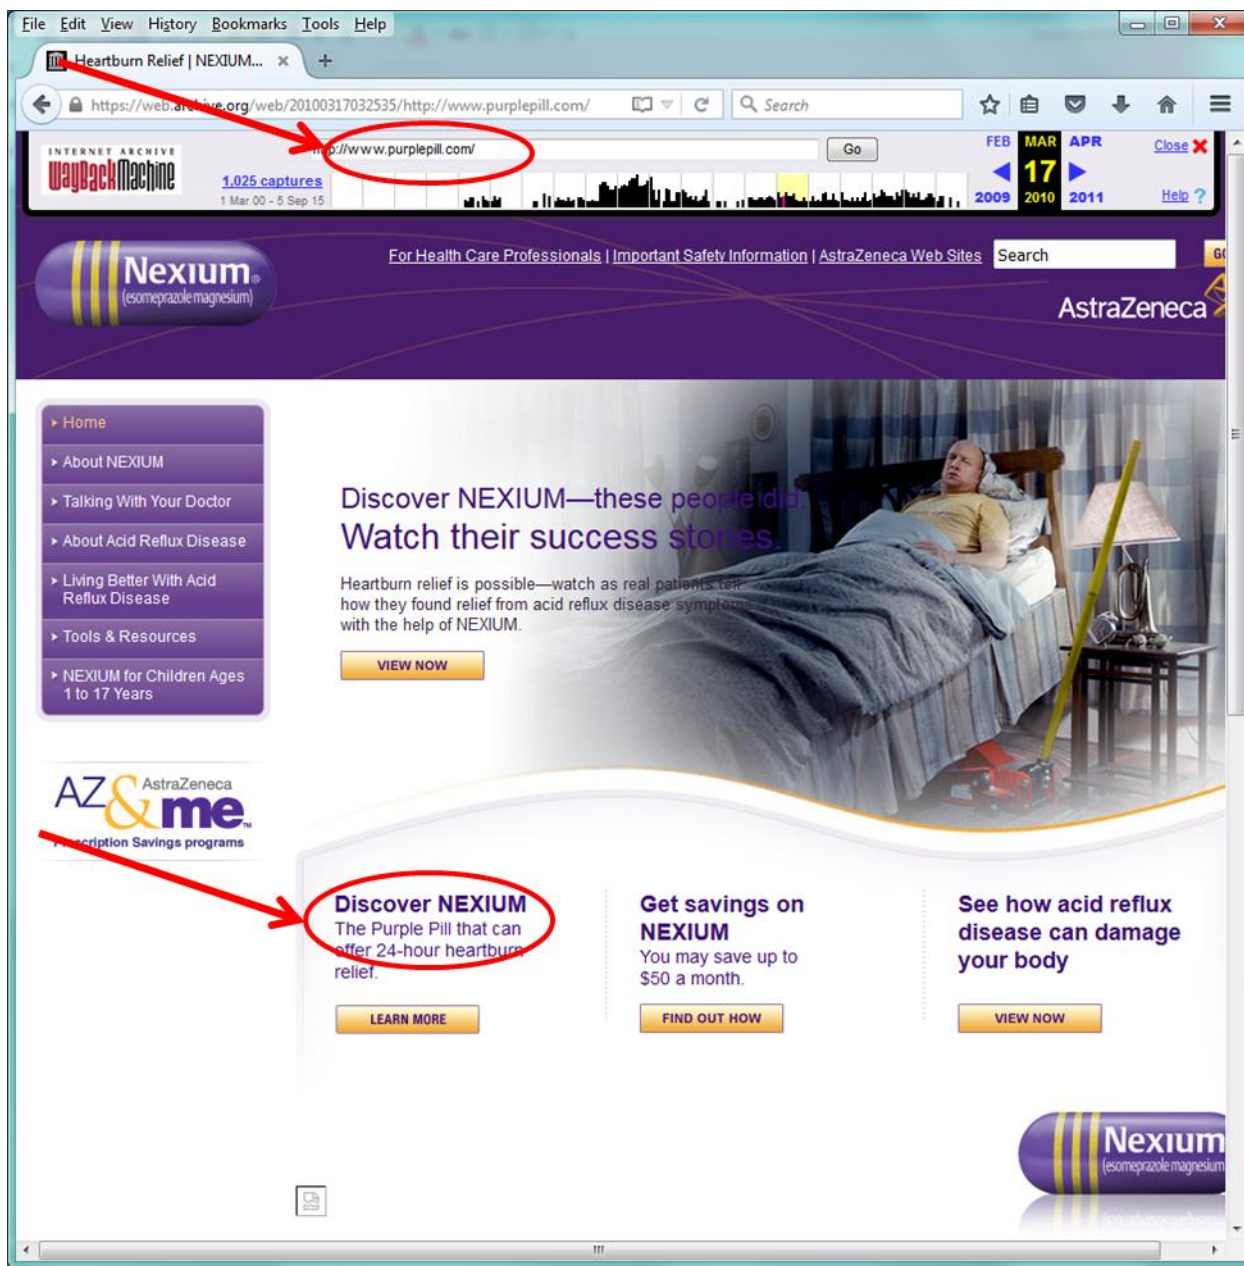 File Edit View History Bookmarks Tools Help
Heartburn Relief | NEXIUM...
https://web.archive.org/web/20100317032535/http://www.purplepill.com/
Search
INTERNET ARCHIVE
WayBackMachine
http://www.purplepill.com/
Go
1,025 captures
1 Mar 00 - 5 Sep 15
FEB MAR APR
17
2009 2010 2011
Close
Help ?
Nexium®
(esomeprazole magnesium)
For Health Care Professionals | Important Safety Information | AstraZeneca Web Sites
Search
GO
AstraZeneca
Home
About NEXIUM
Talking With Your Doctor
About Acid Reflux Disease
Living Better With Acid
Reflux Disease
Tools & Resources
NEXIUM for Children Ages
1 to 17 Years
Discover NEXIUM—these people did.
Watch their success stories.
Heartburn relief is possible—watch as real patients tell
how they found relief from acid reflux disease symptoms
with the help of NEXIUM.
VIEW NOW
AZ&me™
AstraZeneca
Prescription Savings programs
Discover NEXIUM
The Purple Pill that can
offer 24-hour heartburn
relief.
LEARN MORE
Get savings on
NEXIUM
You may save up to
$50 a month.
FIND OUT HOW
See how acid reflux
disease can damage
your body
VIEW NOW
Nexium
(esomeprazole magnesium